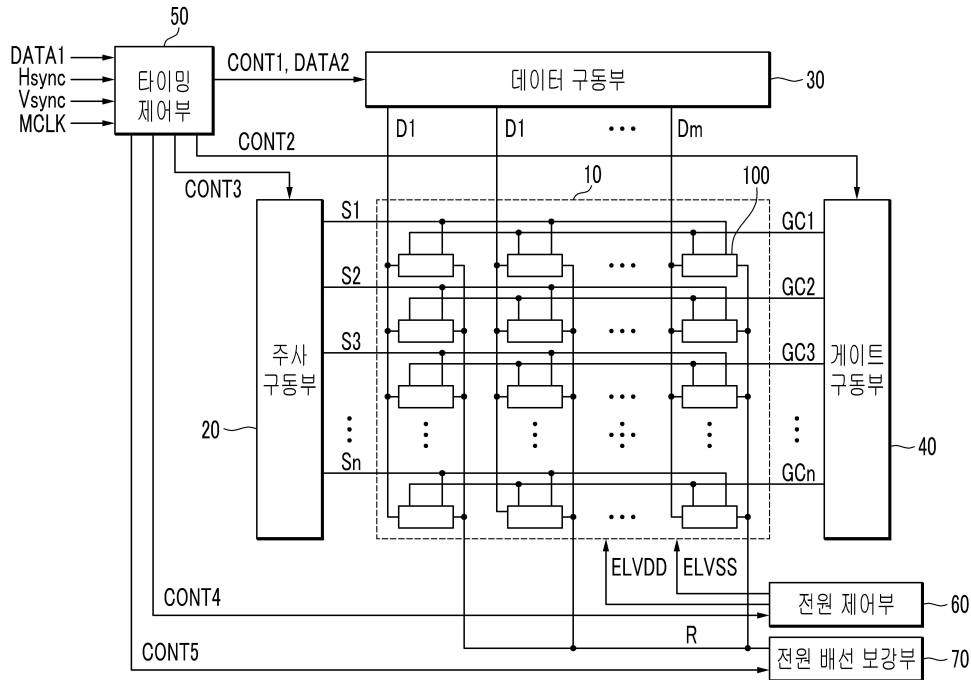 50
DATA1
Hsync
Vsync
MCLK
타이밍
제어부
CONT1, DATA2
데이터 구동부
30
D1
D1
Dm
CONT2
CONT3
10
100
S1
GC1
S2
GC2
S3
GC3
주사
구동부
게이트
구동부
20
40
Sn
GCn
ELVDD
ELVSS
CONT4
전원 제어부
60
R
CONT5
전원 배선 보강부
70